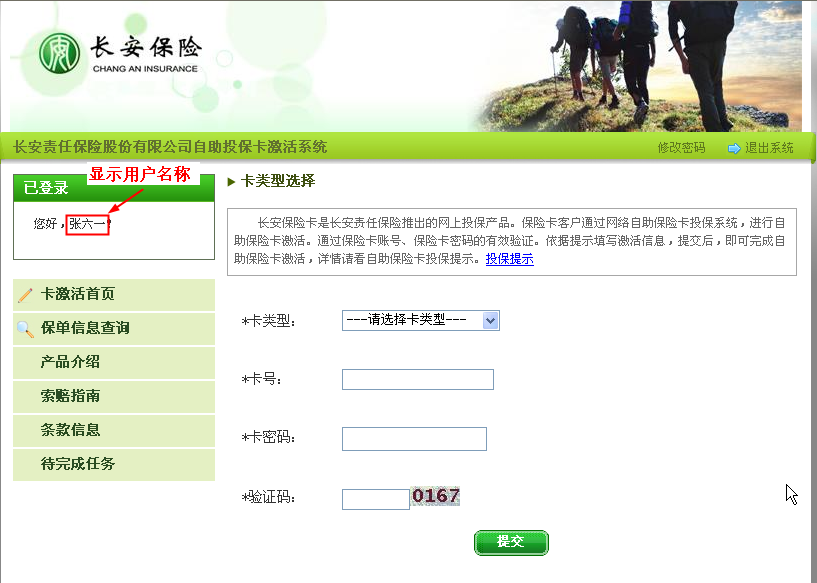 长安保险
CHANG AN INSURANCE
长安责任保险股份有限公司自助投保卡激活系统
修改密码
退出系统
显示用户名称
已登录
您好，张六一！
卡类型选择
长安保险卡是长安责任保险推出的网上投保产品。保险卡客户通过网络自助保险卡投保系统，进行自
助保险卡激活。通过保险卡账号、保险卡密码的有效验证。依据提示填写激活信息，提交后，即可完成自
助保险卡激活，详情请看自助保险卡投保提示。投保提示
卡激活首页
保单信息查询
产品介绍
索赔指南
条款信息
待完成任务
*卡类型：
---请选择卡类型---
*卡号：
*卡密码：
*验证码：
0167
提交